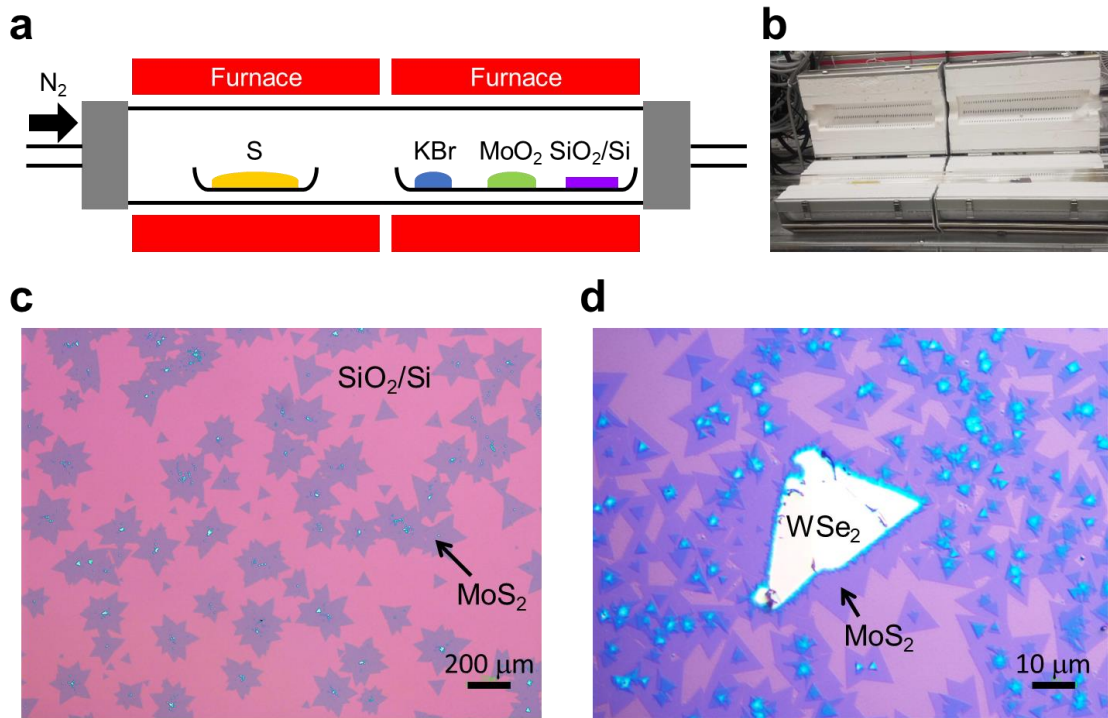 a
b
Furnace
Furnace
N₂
S
KBr
MoO₂
SiO₂/Si
c
d
SiO₂/Si
MoS₂
200 μm
WSe₂
MoS₂
10 μm